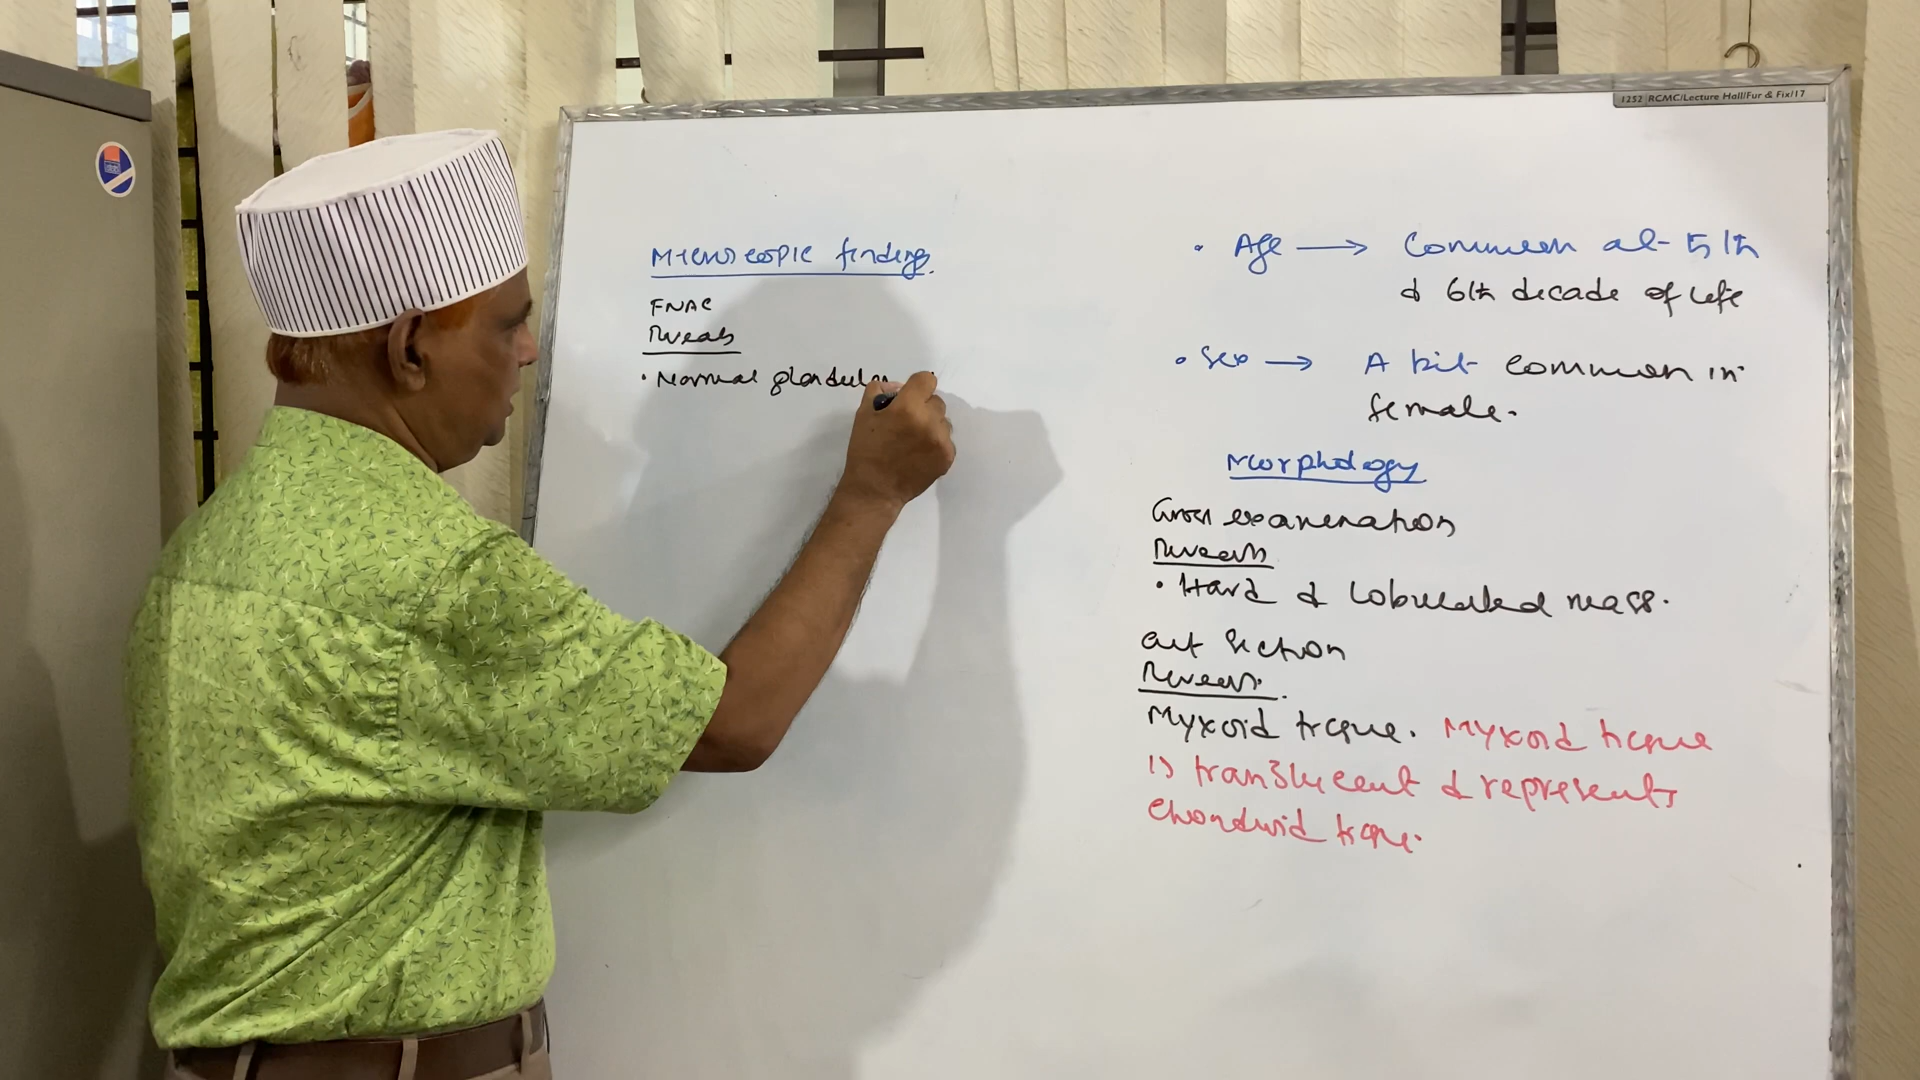 1252 RCMC/Lecture Hall/Fur & Fix/17
Microscopic findings.
FNAC
Reveals
• Normal glandular
• Age → Common at 5th
& 6th decade of life
• Sex → A bit common in
female.
Morphology
Gross examination
Reveals
• Hard & Lobulated mass.
Cut section
Reveals.
Myxoid tissue. Myxoid tissue
is translucent & represents
Chondroid tissue.